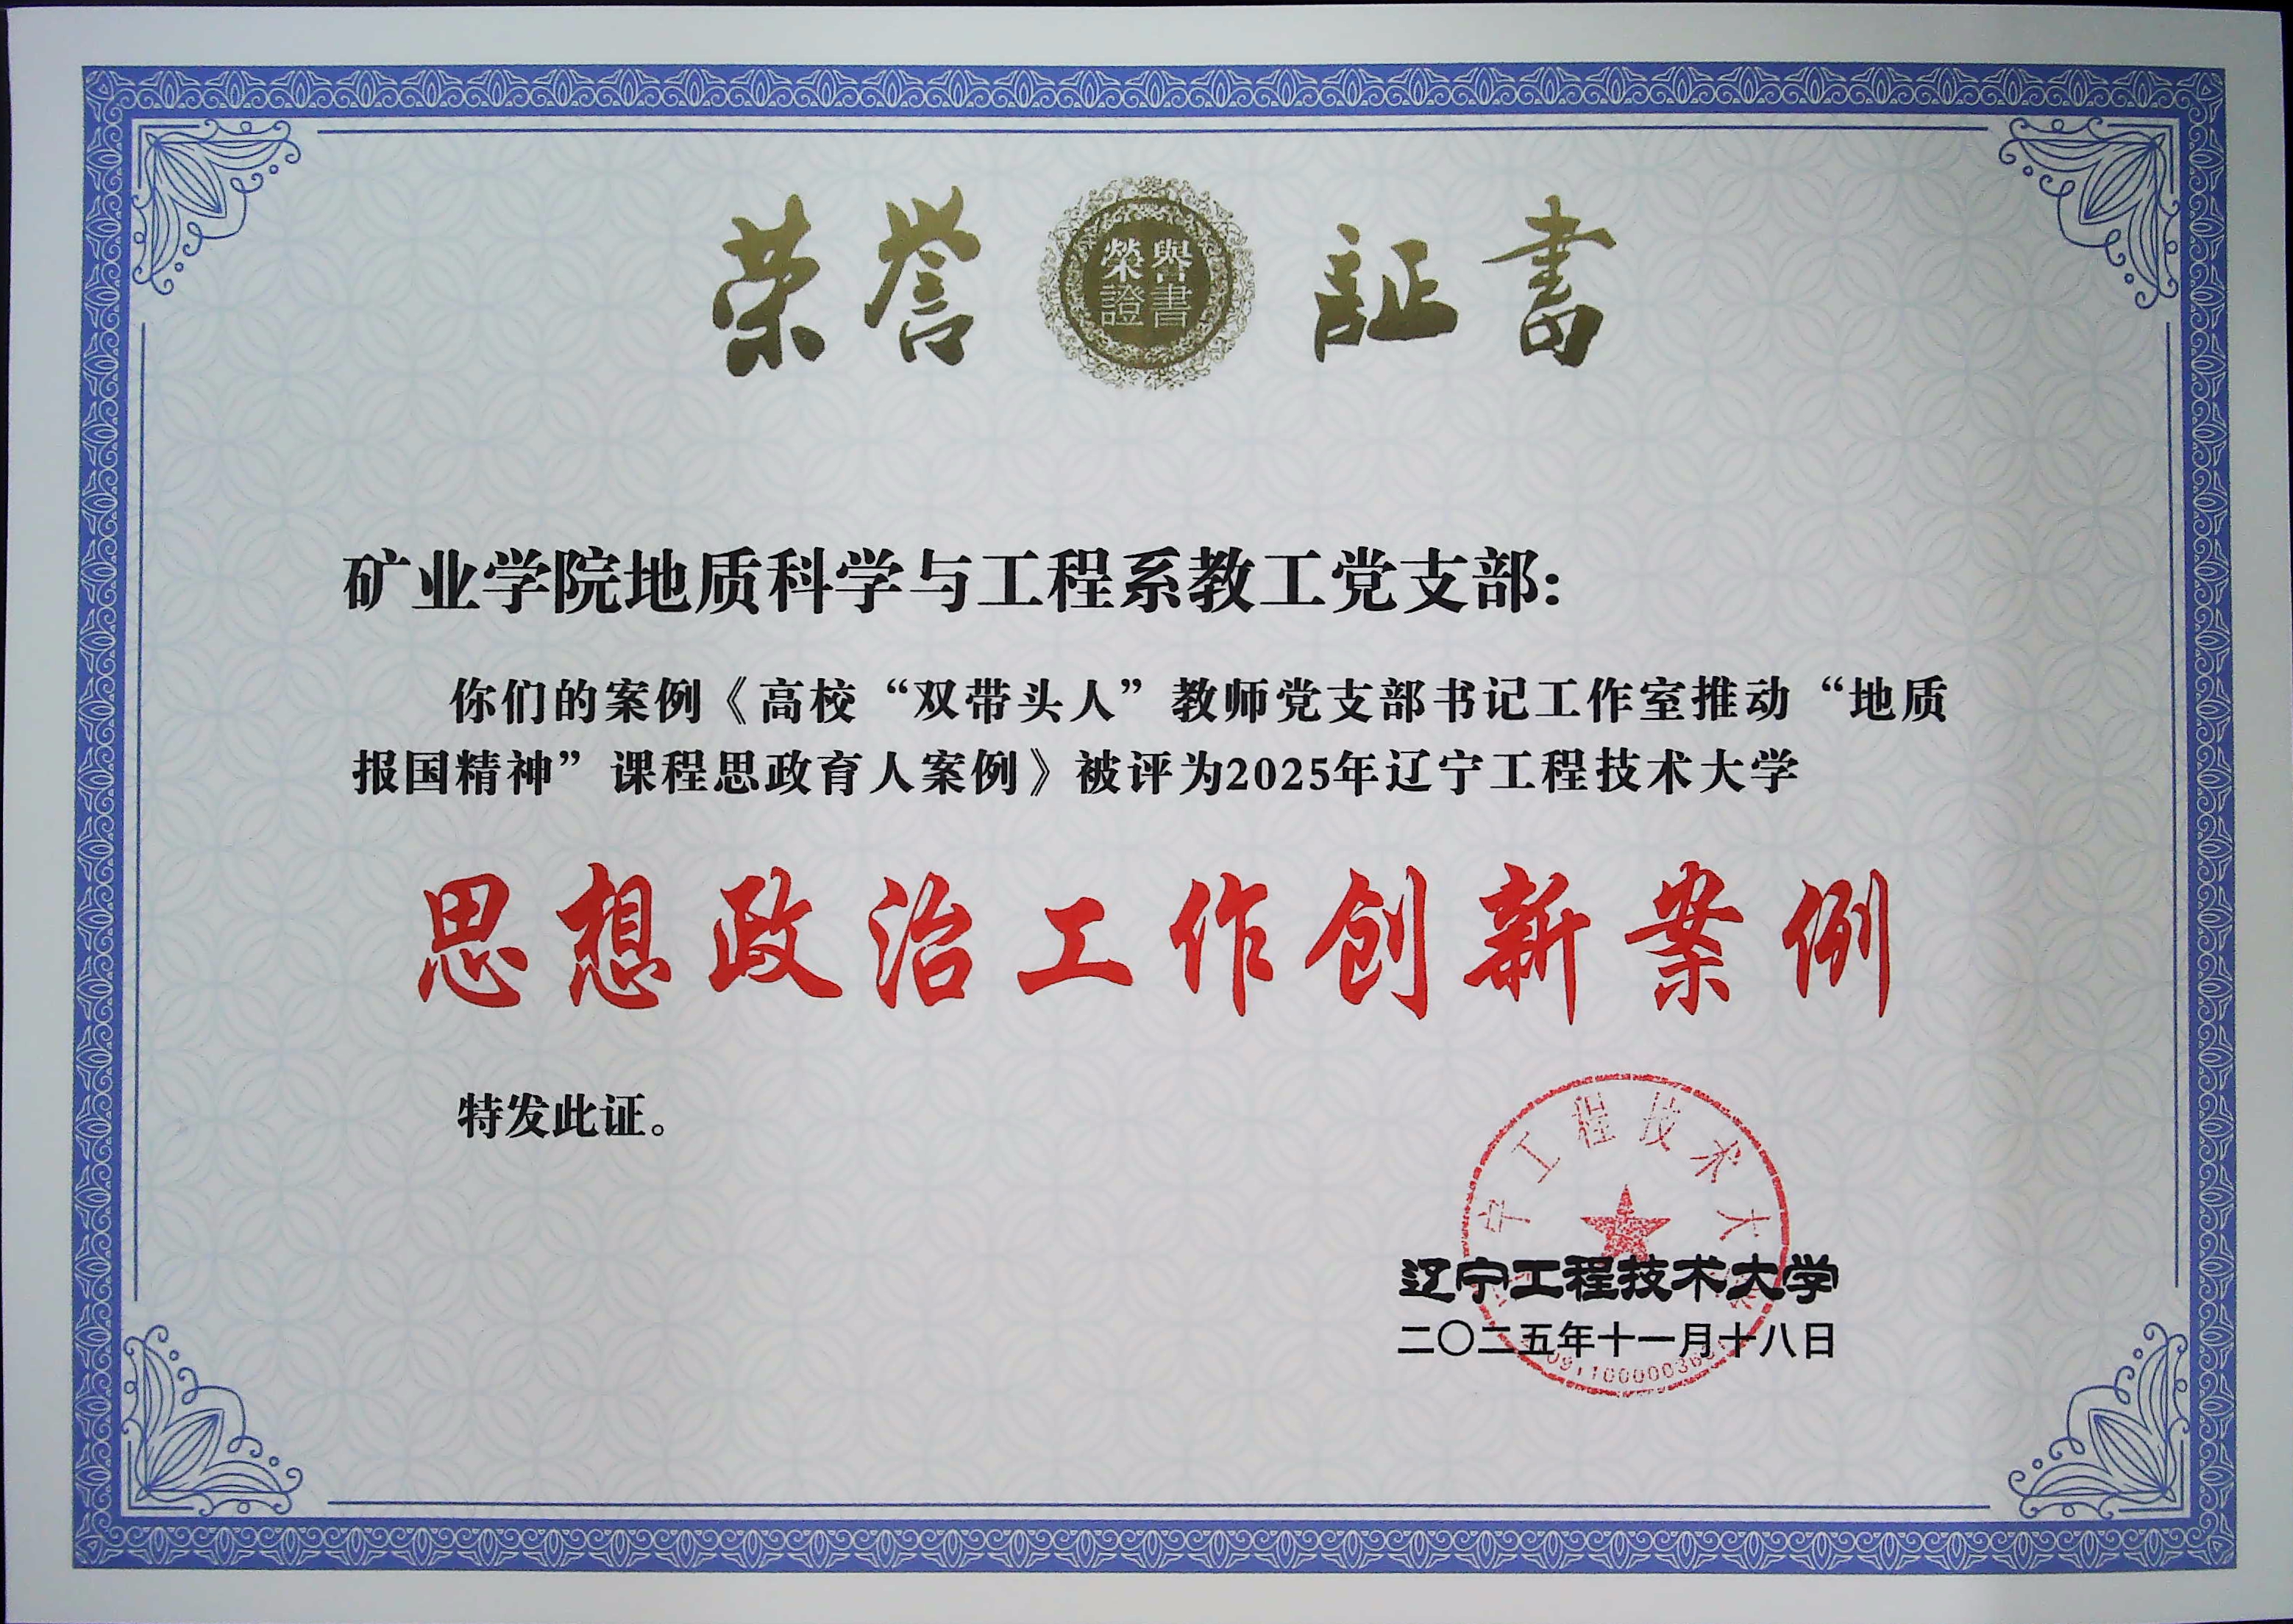 荣誉 証书
榮譽
證書
矿业学院地质科学与工程系教工党支部：
你们的案例《高校“双带头人”教师党支部书记工作室推动“地质
报国精神”课程思政育人案例》被评为2025年辽宁工程技术大学
思想政治工作创新案例
特发此证。
宁工程技术大
辽宁工程技术大学
二〇二五年十一月十八日